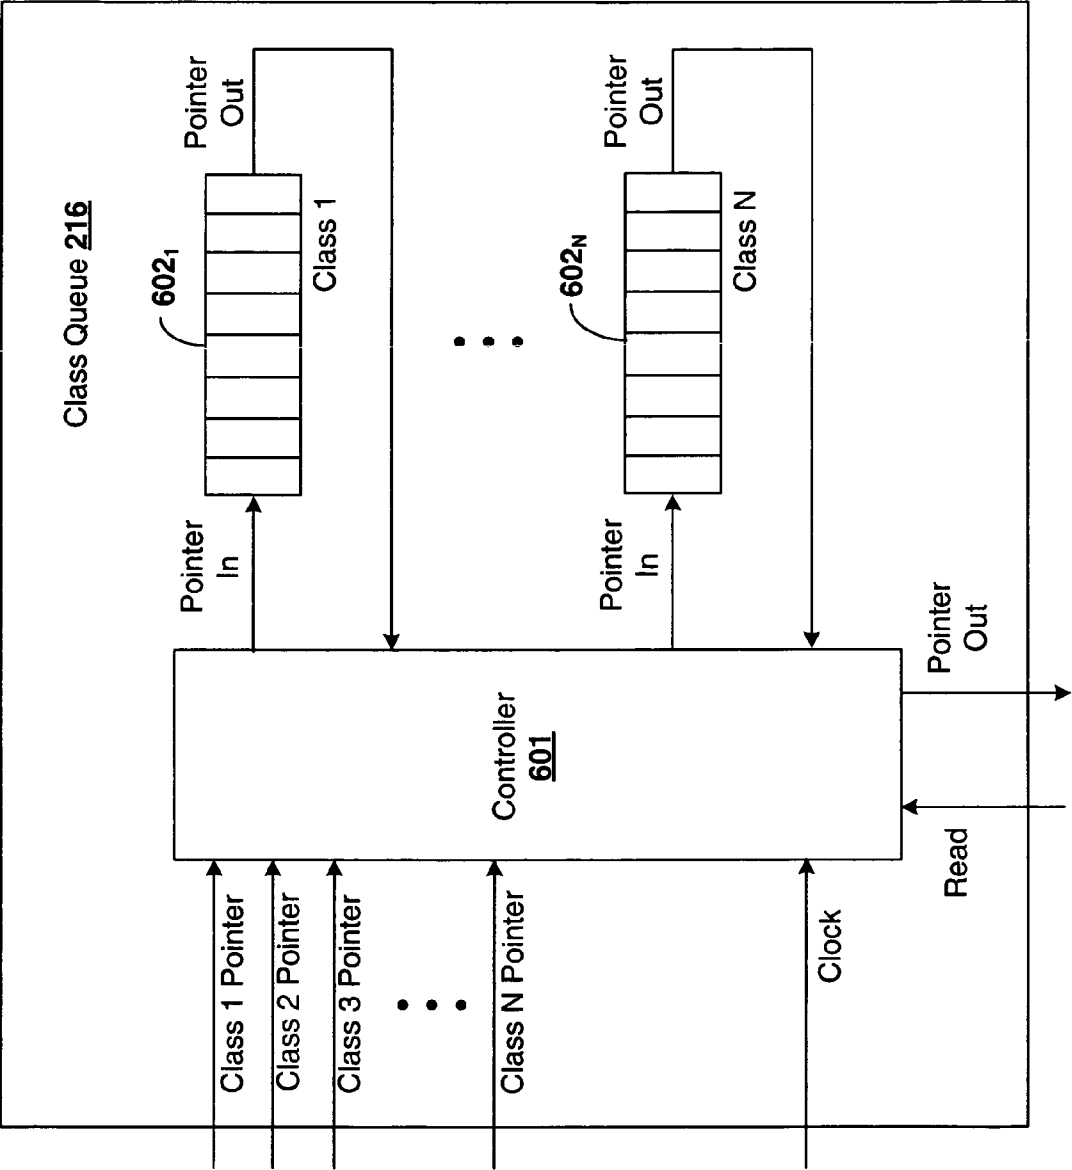 Class Queue 216
Pointer
Out
602₁
Class 1
Pointer
In
Pointer
Out
602ɴ
Class N
Pointer
In
Controller
601
Class 1 Pointer
Class 2 Pointer
Class 3 Pointer
Class N Pointer
Clock
Read
Pointer
Out